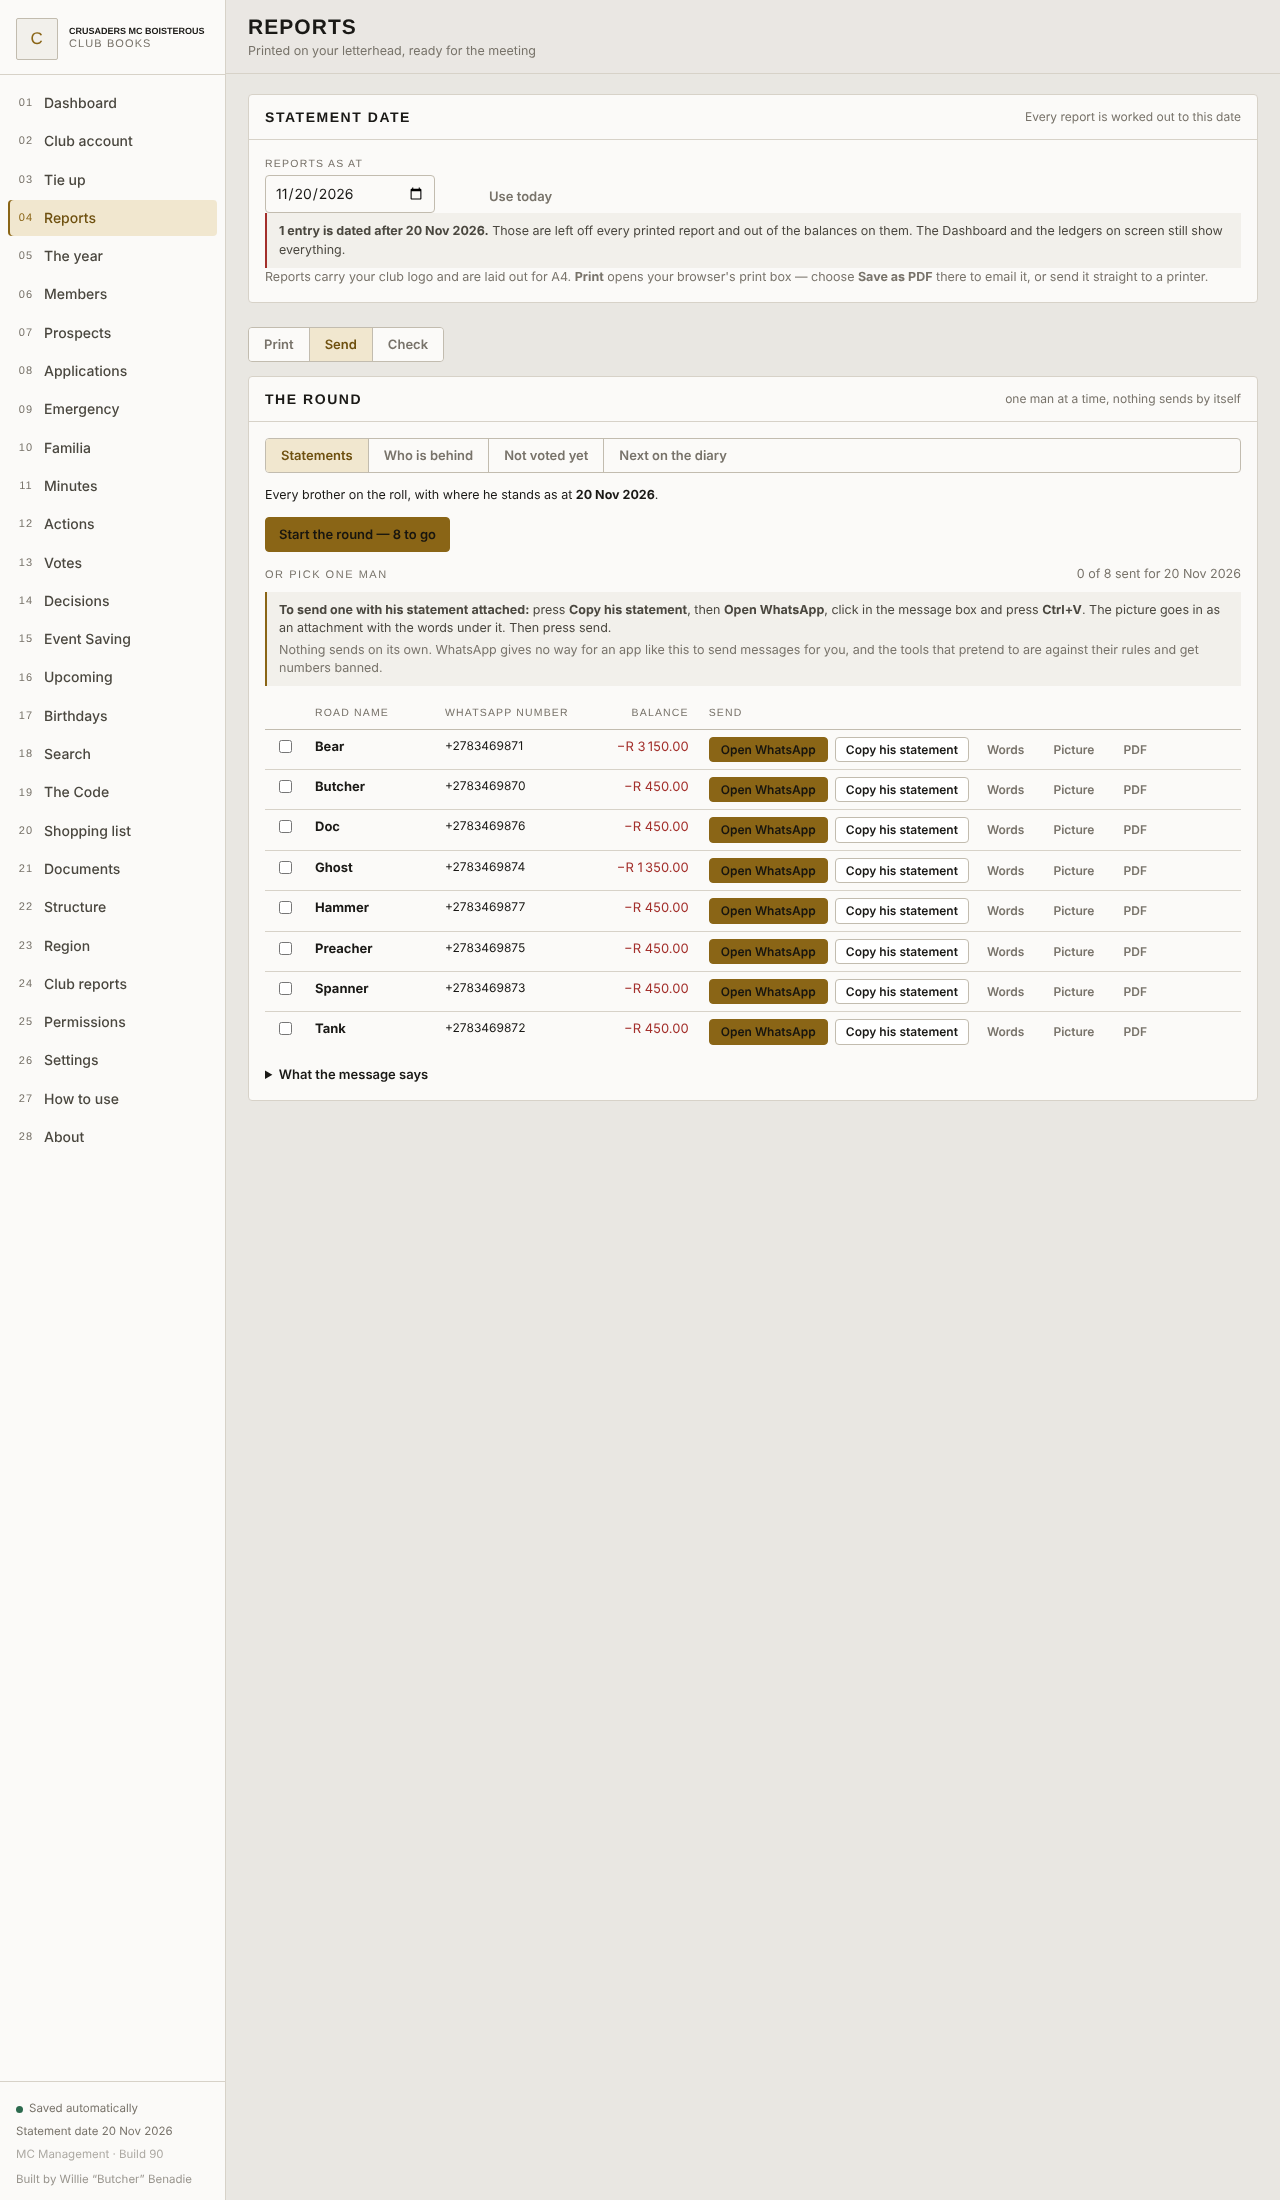 C
CRUSADERS MC BOISTEROUS
CLUB BOOKS
01 Dashboard
02 Club account
03 Tie up
04 Reports
05 The year
06 Members
07 Prospects
08 Applications
09 Emergency
10 Familia
11 Minutes
12 Actions
13 Votes
14 Decisions
15 Event Saving
16 Upcoming
17 Birthdays
18 Search
19 The Code
20 Shopping list
21 Documents
22 Structure
23 Region
24 Club reports
25 Permissions
26 Settings
27 How to use
28 About
Saved automatically
Statement date 20 Nov 2026
MC Management · Build 90
Built by Willie “Butcher” Benadie
REPORTS
Printed on your letterhead, ready for the meeting
STATEMENT DATE
Every report is worked out to this date
REPORTS AS AT
11/20/2026
Use today
1 entry is dated after 20 Nov 2026. Those are left off every printed report and out of the balances on them. The Dashboard and the ledgers on screen still show
everything.
Reports carry your club logo and are laid out for A4. Print opens your browser's print box — choose Save as PDF there to email it, or send it straight to a printer.
Print Send Check
THE ROUND
one man at a time, nothing sends by itself
Statements Who is behind Not voted yet Next on the diary
Every brother on the roll, with where he stands as at 20 Nov 2026.
Start the round — 8 to go
OR PICK ONE MAN
0 of 8 sent for 20 Nov 2026
To send one with his statement attached: press Copy his statement, then Open WhatsApp, click in the message box and press Ctrl+V. The picture goes in as
an attachment with the words under it. Then press send.
Nothing sends on its own. WhatsApp gives no way for an app like this to send messages for you, and the tools that pretend to are against their rules and get
numbers banned.
ROAD NAME WHATSAPP NUMBER BALANCE SEND
Bear +2783469871 −R 3 150.00 Open WhatsApp Copy his statement Words Picture PDF
Butcher +2783469870 −R 450.00 Open WhatsApp Copy his statement Words Picture PDF
Doc +2783469876 −R 450.00 Open WhatsApp Copy his statement Words Picture PDF
Ghost +2783469874 −R 1 350.00 Open WhatsApp Copy his statement Words Picture PDF
Hammer +2783469877 −R 450.00 Open WhatsApp Copy his statement Words Picture PDF
Preacher +2783469875 −R 450.00 Open WhatsApp Copy his statement Words Picture PDF
Spanner +2783469873 −R 450.00 Open WhatsApp Copy his statement Words Picture PDF
Tank +2783469872 −R 450.00 Open WhatsApp Copy his statement Words Picture PDF
What the message says